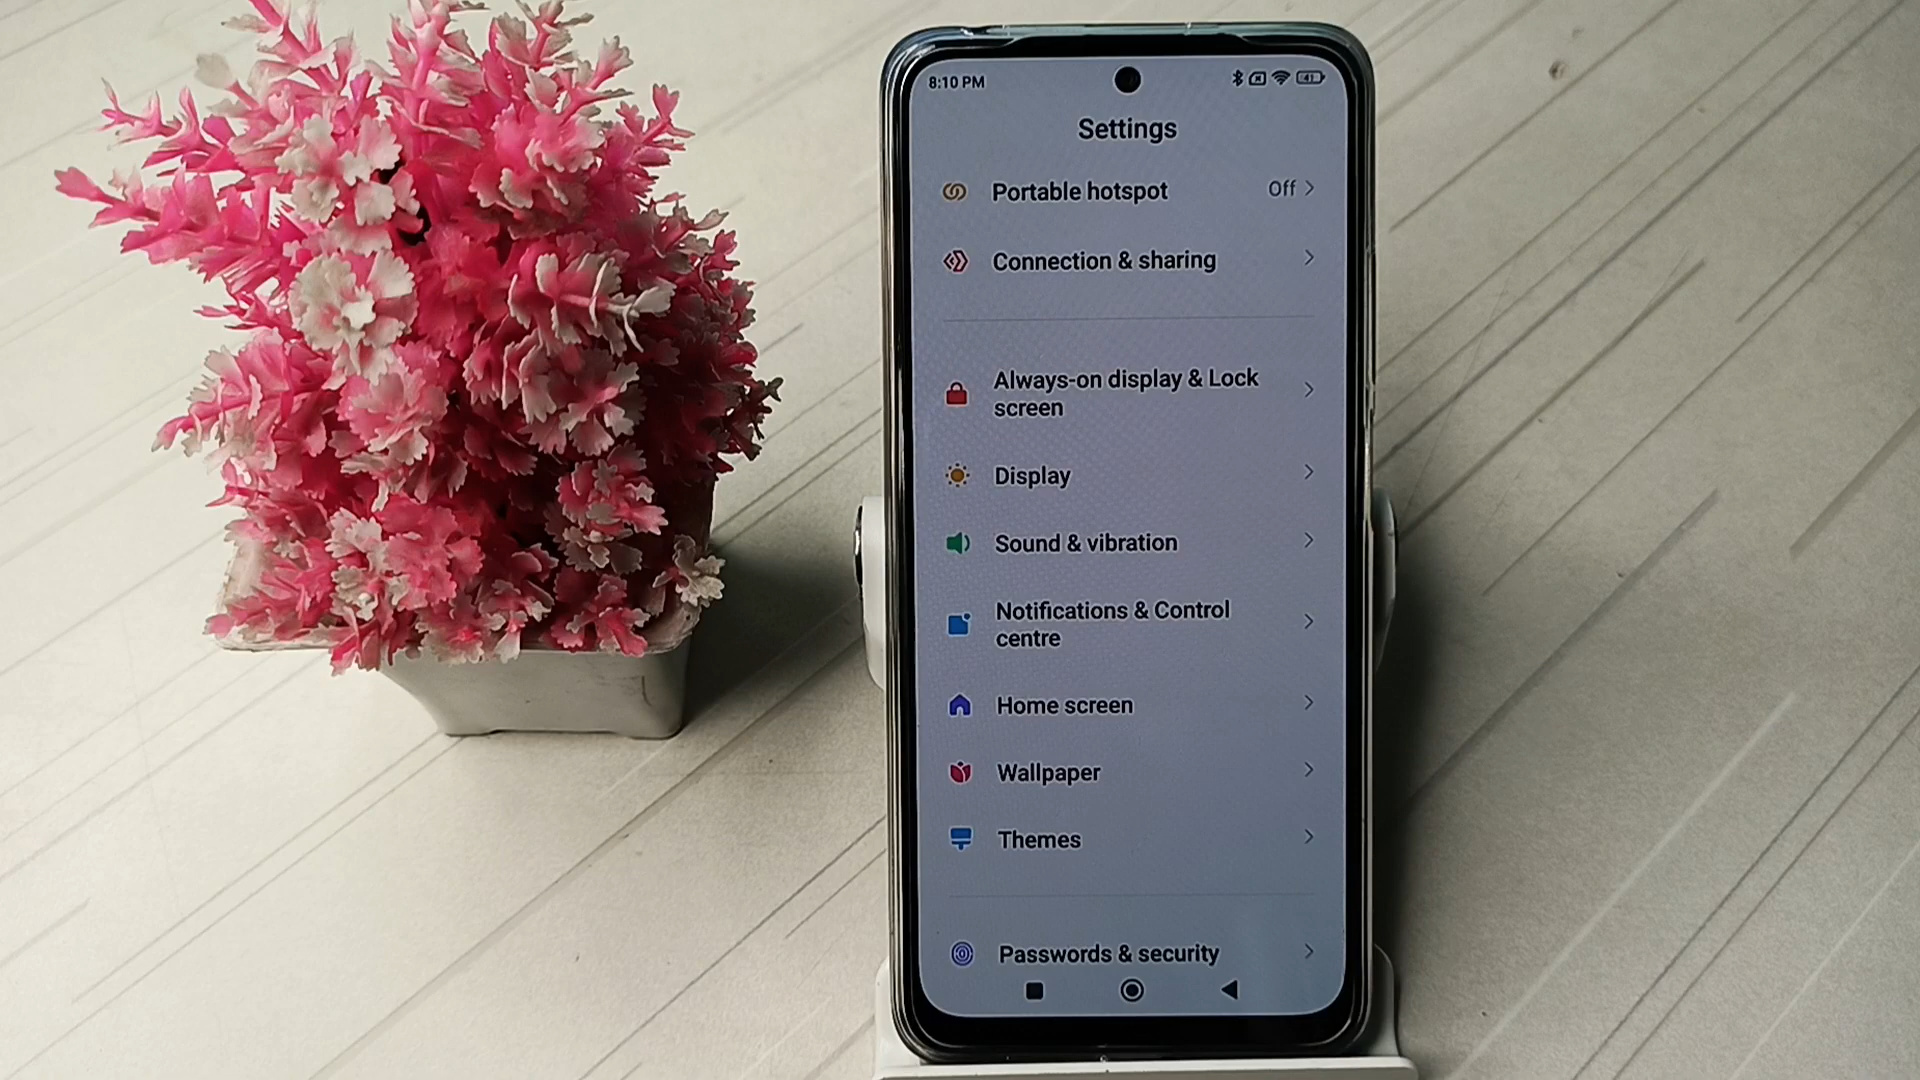 8:10 PM
41
Settings
Portable hotspot Off
Connection & sharing
Always-on display & Lock
screen
Display
Sound & vibration
Notifications & Control
centre
Home screen
Wallpaper
Themes
Passwords & security